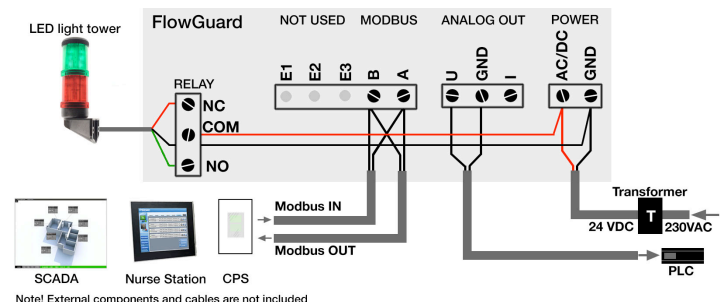 LED light tower
FlowGuard
NOT USED
MODBUS
ANALOG OUT
POWER
E1
E2
E3
B
A
U
GND
I
AC/DC
GND
RELAY
NC
COM
NO
Modbus IN
Modbus OUT
Transformer
T
24 VDC
230VAC
PLC
SCADA
Nurse Station
CPS
Note! External components and cables are not included